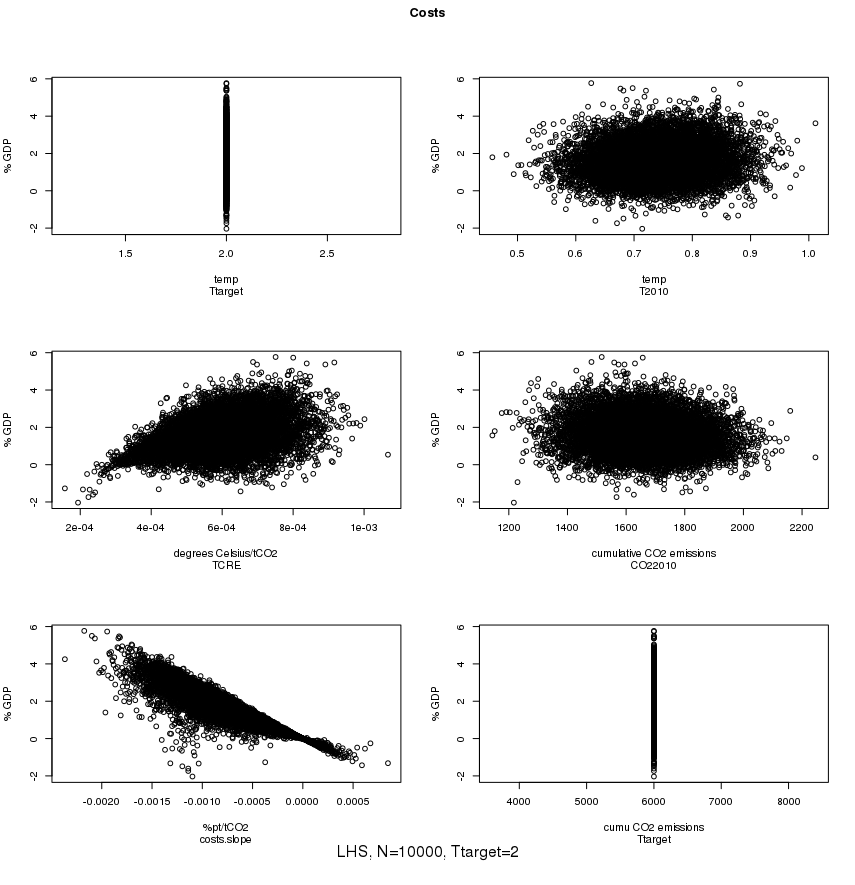 Costs
6
4
2
0
-2
% GDP
1.5 2.0 2.5
temp
Ttarget
6
4
2
0
-2
% GDP
0.5 0.6 0.7 0.8 0.9 1.0
temp
T2010
6
4
2
0
-2
% GDP
2e-04 4e-04 6e-04 8e-04 1e-03
degrees Celsius/tCO2
TCRE
6
4
2
0
-2
% GDP
1200 1400 1600 1800 2000 2200
cumulative CO2 emissions
CO22010
6
4
2
0
-2
% GDP
-0.0020 -0.0015 -0.0010 -0.0005 0.0000 0.0005
%pt/tCO2
costs.slope
6
4
2
0
-2
% GDP
4000 5000 6000 7000 8000
cumu CO2 emissions
Ttarget
LHS, N=10000, Ttarget=2